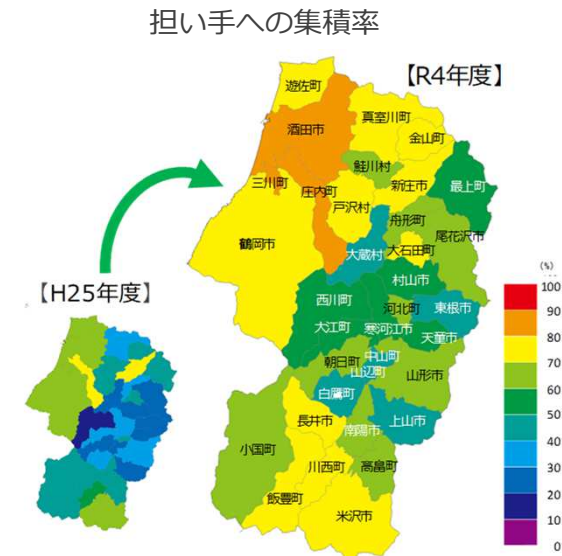 担い手への集積率
【R4年度】
遊佐町
真室川町
酒田市
金山町
鮭川村
三川町
庄内町
新庄市
最上町
戸沢村
舟形町
鶴岡市
尾花沢市
大蔵村
大石田町
村山市
【H25年度】
西川町
河北町
東根市
大江町
寒河江市
天童市
朝日町
中山町
山辺町
山形市
白鷹町
長井市
上山市
南陽市
小国町
川西町
高畠町
飯豊町
米沢市
(%)
100
90
80
70
60
50
40
30
20
10
0